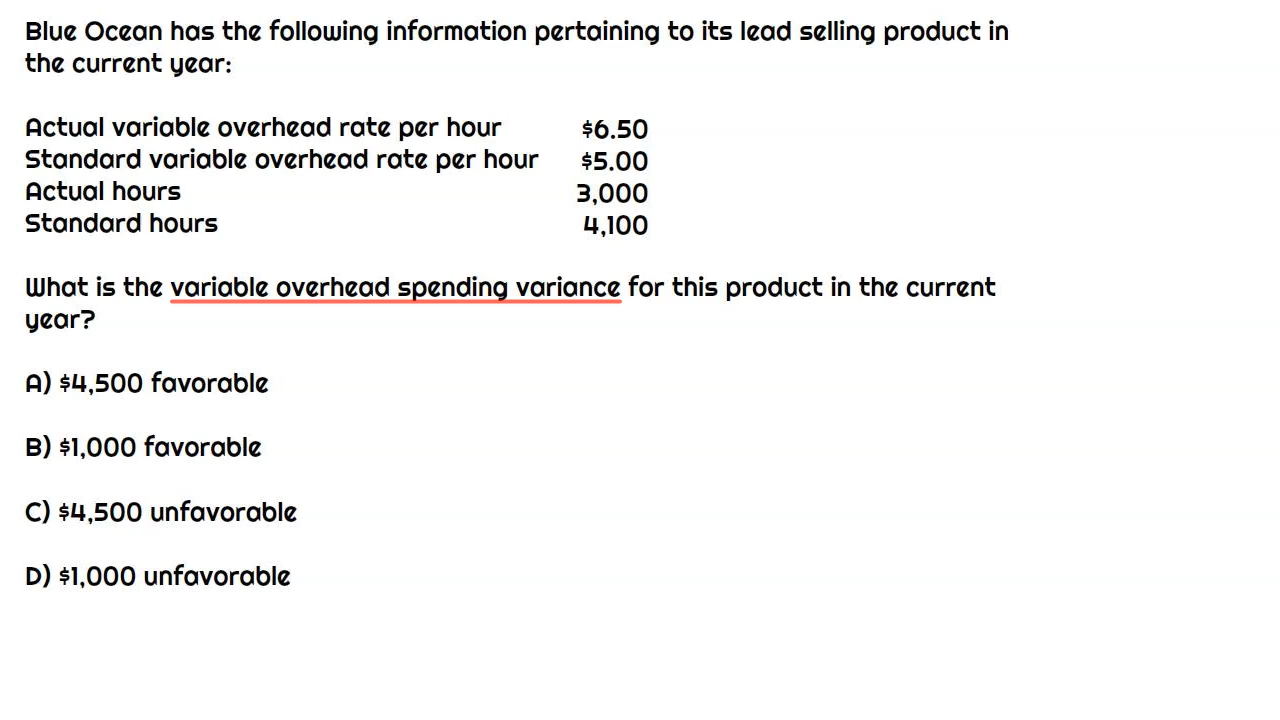 Blue Ocean has the following information pertaining to its lead selling product in
the current year:
Actual variable overhead rate per hour $6.50
Standard variable overhead rate per hour $5.00
Actual hours 3,000
Standard hours 4,100
What is the variable overhead spending variance for this product in the current
year?
A) $4,500 favorable
B) $1,000 favorable
C) $4,500 unfavorable
D) $1,000 unfavorable